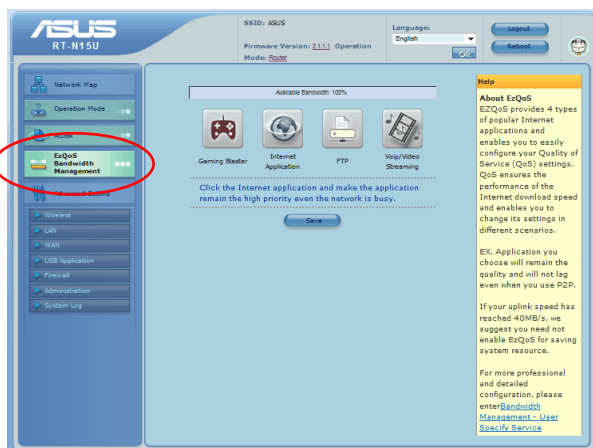 ASUS
RT-N15U
SSID: ASUS
Firmware Version: 2.1.1.1 Operation
Mode: Router
Language:
English
Logout
Reboot
Network Map
Operation Mode
AiDisk
EzQoS
Bandwidth
Management
Advanced Setting
Wireless
LAN
WAN
USB Application
Firewall
Administration
System Log
Available Bandwidth: 100%
Gaming Blaster
Internet
Application
FTP
Voip/Video
Streaming
Click the Internet application and make the application
remain the high priority even the network is busy.
Save
Help
About EzQoS
EZQoS provides 4 types
of popular Internet
applications and
enables you to easily
configure your Quality of
Service (QoS) settings.
QoS ensures the
performance of the
Internet download speed
and enables you to
change its settings in
different scenarios.
EX. Application you
choose will remain the
quality and will not lag
even when you use P2P.
If your uplink speed has
reached 40MB/s, we
suggest you need not
enable EzQoS for saving
system resource.
For more professional
and detailed
configuration, please
enterBandwidth
Management - User
Specify Service